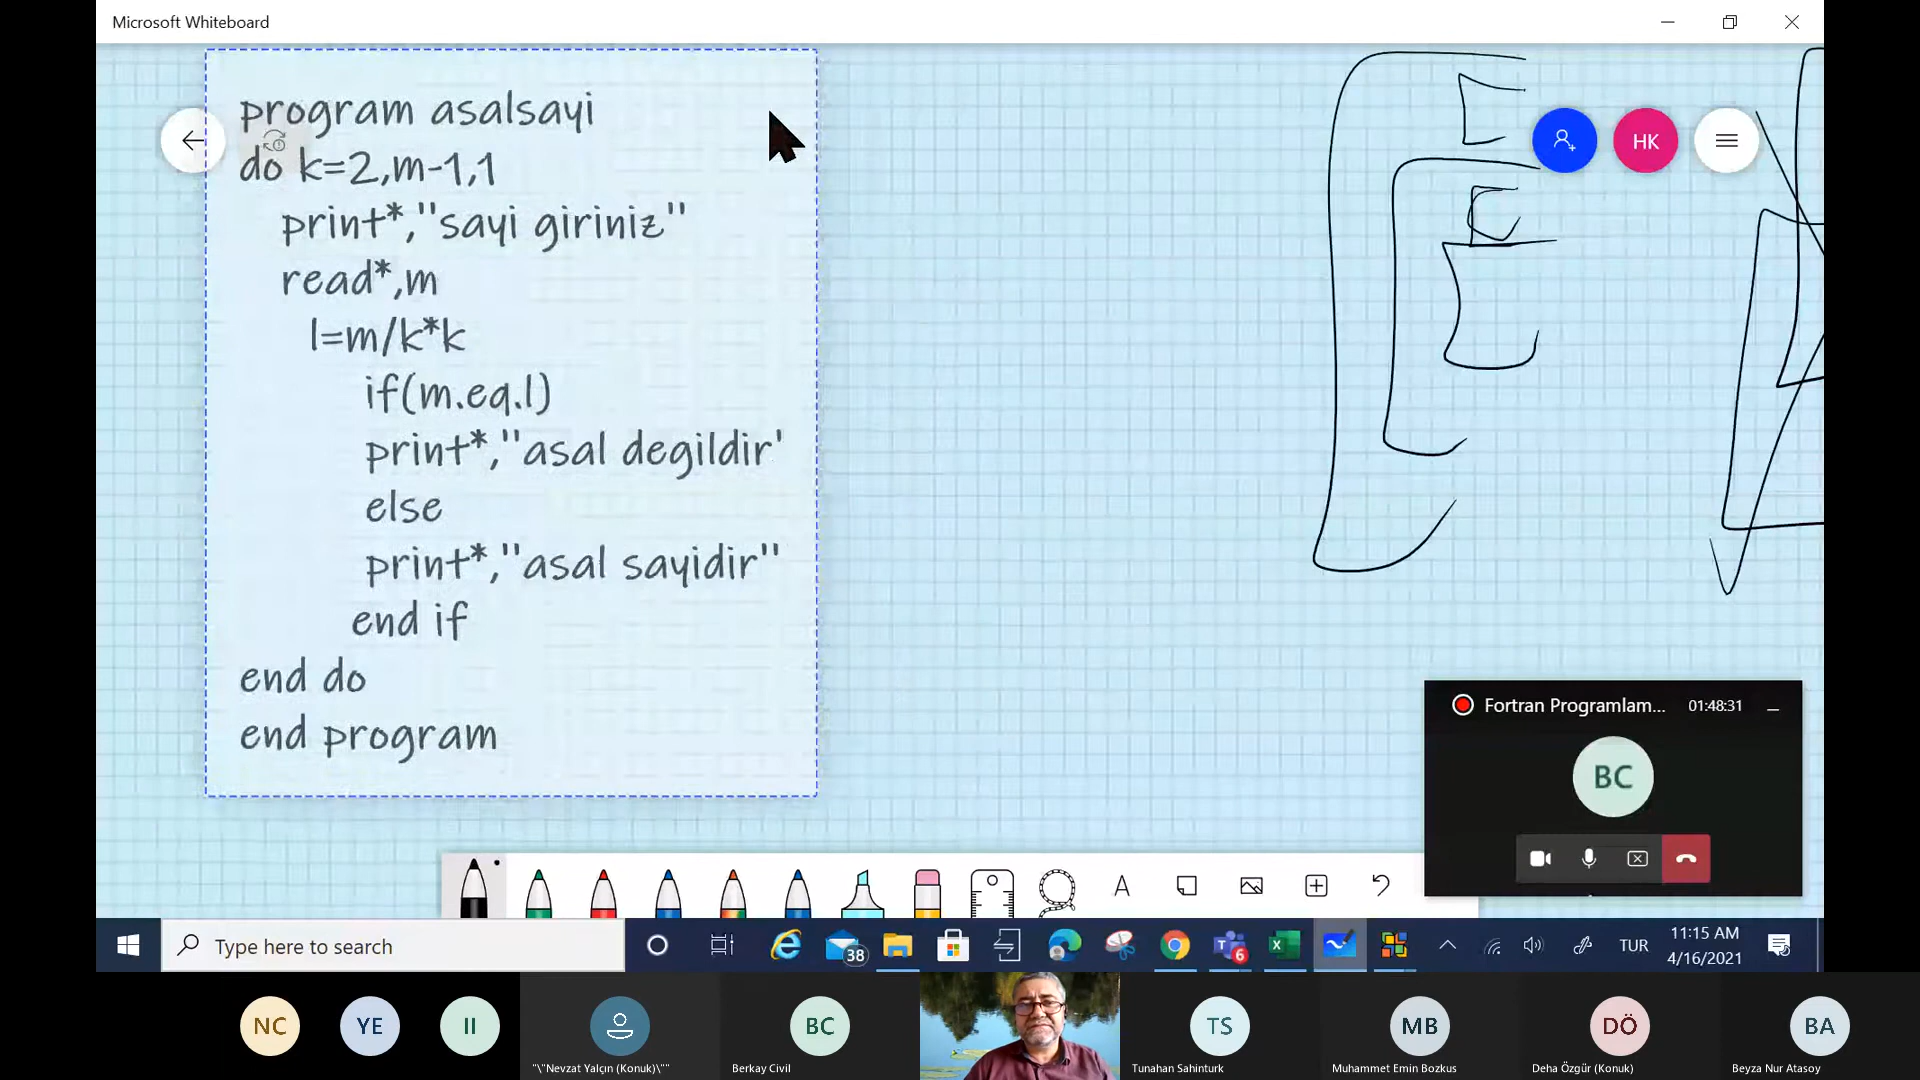 Microsoft Whiteboard
program asalsayi
do k=2,m-1,1
print*,"sayi giriniz"
read*,m
l=m/k*k
if(m.eq.l)
print*,"asal degildir'
else
print*,"asal sayidir"
end if
end do
end program
HK
Fortran Programlam... 01:48:31
BC
Type here to search
38
6
TUR
11:15 AM
4/16/2021
NC
YE
II
BC
TS
MB
DÖ
BA
"\"Nevzat Yalçın (Konuk)\""
Berkay Civil
Tunahan Sahinturk
Muhammet Emin Bozkus
Deha Özgür (Konuk)
Beyza Nur Atasoy